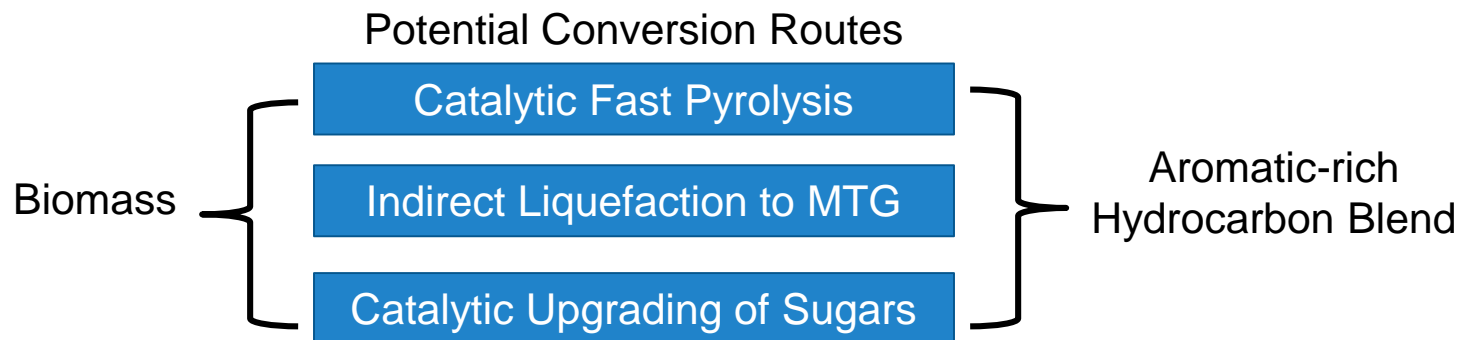 Potential Conversion Routes
Catalytic Fast Pyrolysis
Biomass
Indirect Liquefaction to MTG
Catalytic Upgrading of Sugars
Aromatic-rich
Hydrocarbon Blend